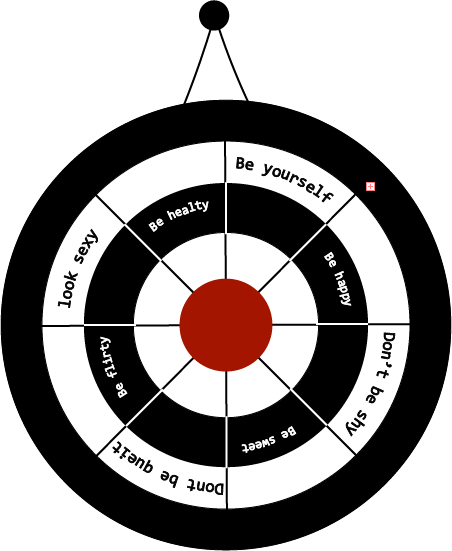 Be yourself
Be happy
Don't be shy
Be sweet
Dont be queit
Be flirty
look sexy
Be healty